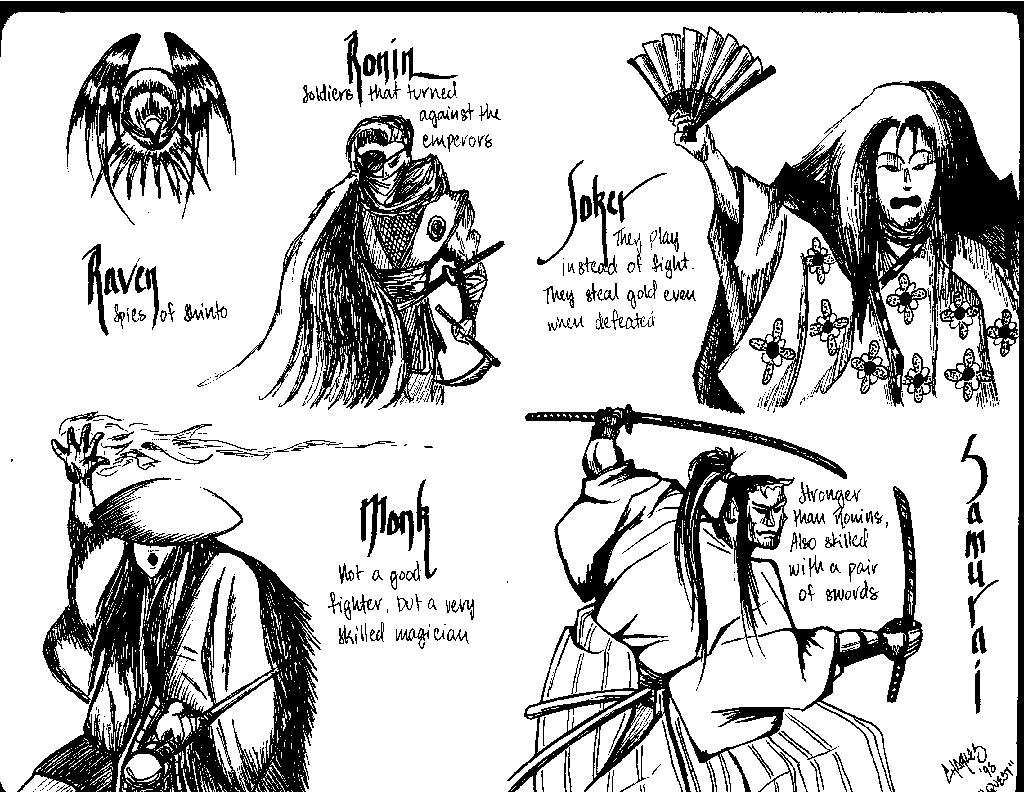 Ronin
Soldiers that turned
against the
emperors
Joker
They play
instead of fight.
They steal gold even
when defeated
Raven
Spies of Shinto
Monk
Not a good
fighter, but a very
skilled magician
Samurai
Stronger
than Ronins,
Also skilled
with a pair
of swords
'90